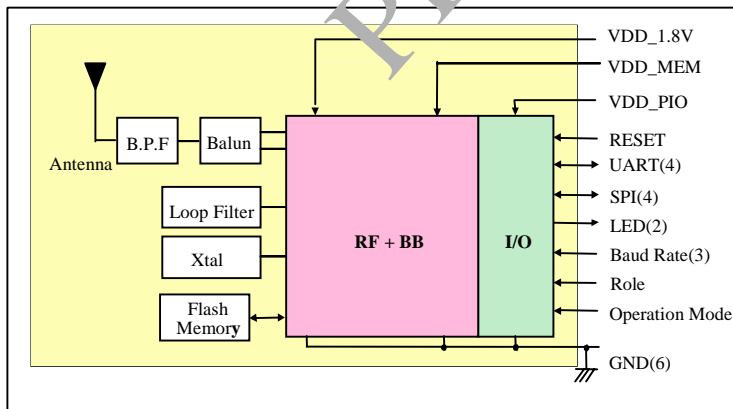 VDD_1.8V
VDD_MEM
VDD_PIO
RESET
UART(4)
SPI(4)
LED(2)
Baud Rate(3)
Role
Operation Mode
GND(6)
Antenna
B.P.F
Balun
Loop Filter
Xtal
Flash
Memory
RF + BB
I/O